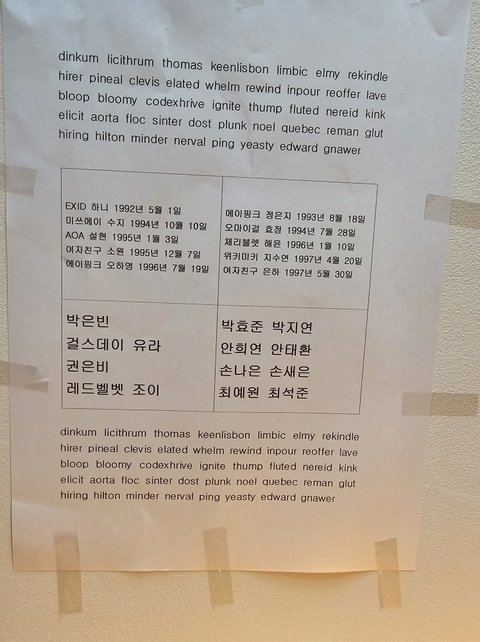 dinkum licithrum thomas keenlisbon limbic elmy rekindle
hirer pineal clevis elated whelm rewind inpour reoffer lave
bloop bloomy codexhrive ignite thump fluted nereid kink
elicit aorta floc sinter dost plunk noel quebec reman glut
hiring hilton minder nerval ping yeasty edward gnawer
EXID 하니 1992년 5월 1일
미쓰에이 수지 1994년 10월 10일
AOA 설현 1995년 1월 3일
여자친구 소원 1995년 12월 7일
에이핑크 오하영 1996년 7월 19일
에이핑크 정은지 1993년 8월 18일
오마이걸 효정 1994년 7월 28일
체리블렛 해윤 1996년 1월 10일
위키미키 지수연 1997년 4월 20일
여자친구 은하 1997년 5월 30일
박은빈
걸스데이 유라
권은비
레드벨벳 조이
박효준 박지연
안희연 안태환
손나은 손새은
최예원 최석준
dinkum licithrum thomas keenlisbon limbic elmy rekindle
hirer pineal clevis elated whelm rewind inpour reoffer lave
bloop bloomy codexhrive ignite thump fluted nereid kink
elicit aorta floc sinter dost plunk noel quebec reman glut
hiring hilton minder nerval ping yeasty edward gnawer